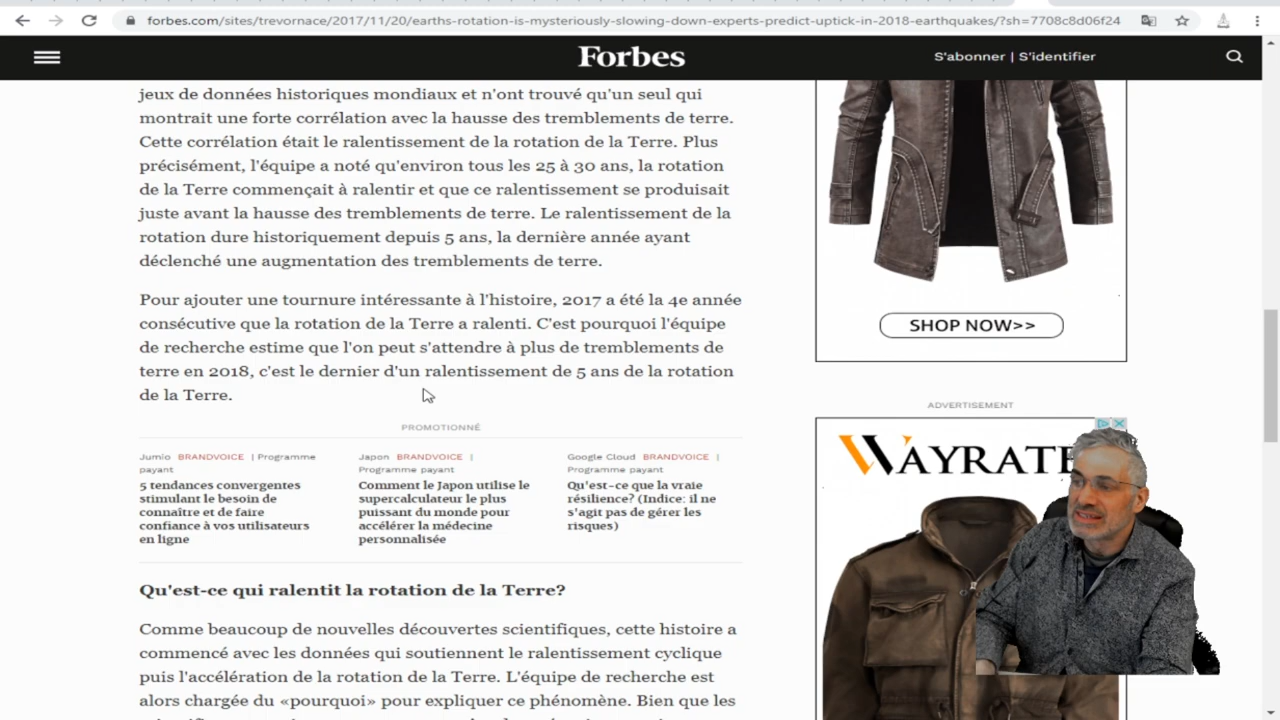 forbes.com/sites/trevornace/2017/11/20/earths-rotation-is-mysteriously-slowing-down-experts-predict-uptick-in-2018-earthquakes/?sh=7708c8d06f24
Forbes
S'abonner | S'identifier
jeux de données historiques mondiaux et n'ont trouvé qu'un seul qui
montrait une forte corrélation avec la hausse des tremblements de terre.
Cette corrélation était le ralentissement de la rotation de la Terre. Plus
précisément, l'équipe a noté qu'environ tous les 25 à 30 ans, la rotation
de la Terre commençait à ralentir et que ce ralentissement se produisait
juste avant la hausse des tremblements de terre. Le ralentissement de la
rotation dure historiquement depuis 5 ans, la dernière année ayant
déclenché une augmentation des tremblements de terre.
Pour ajouter une tournure intéressante à l'histoire, 2017 a été la 4e année
consécutive que la rotation de la Terre a ralenti. C'est pourquoi l'équipe
de recherche estime que l'on peut s'attendre à plus de tremblements de
terre en 2018, c'est le dernier d'un ralentissement de 5 ans de la rotation
de la Terre.
PROMOTIONNÉ
Jumio BRANDVOICE | Programme
payant
5 tendances convergentes
stimulant le besoin de
connaître et de faire
confiance à vos utilisateurs
en ligne
Japon BRANDVOICE |
Programme payant
Comment le Japon utilise le
supercalculateur le plus
puissant du monde pour
accélérer la médecine
personnalisée
Google Cloud BRANDVOICE |
Programme payant
Qu'est-ce que la vraie
résilience? (Indice: il ne
s'agit pas de gérer les
risques)
Qu'est-ce qui ralentit la rotation de la Terre?
Comme beaucoup de nouvelles découvertes scientifiques, cette histoire a
commencé avec les données qui soutiennent le ralentissement cyclique
puis l'accélération de la rotation de la Terre. L'équipe de recherche est
alors chargée du «pourquoi» pour expliquer ce phénomène. Bien que les
SHOP NOW>>
ADVERTISEMENT
WAYRATE